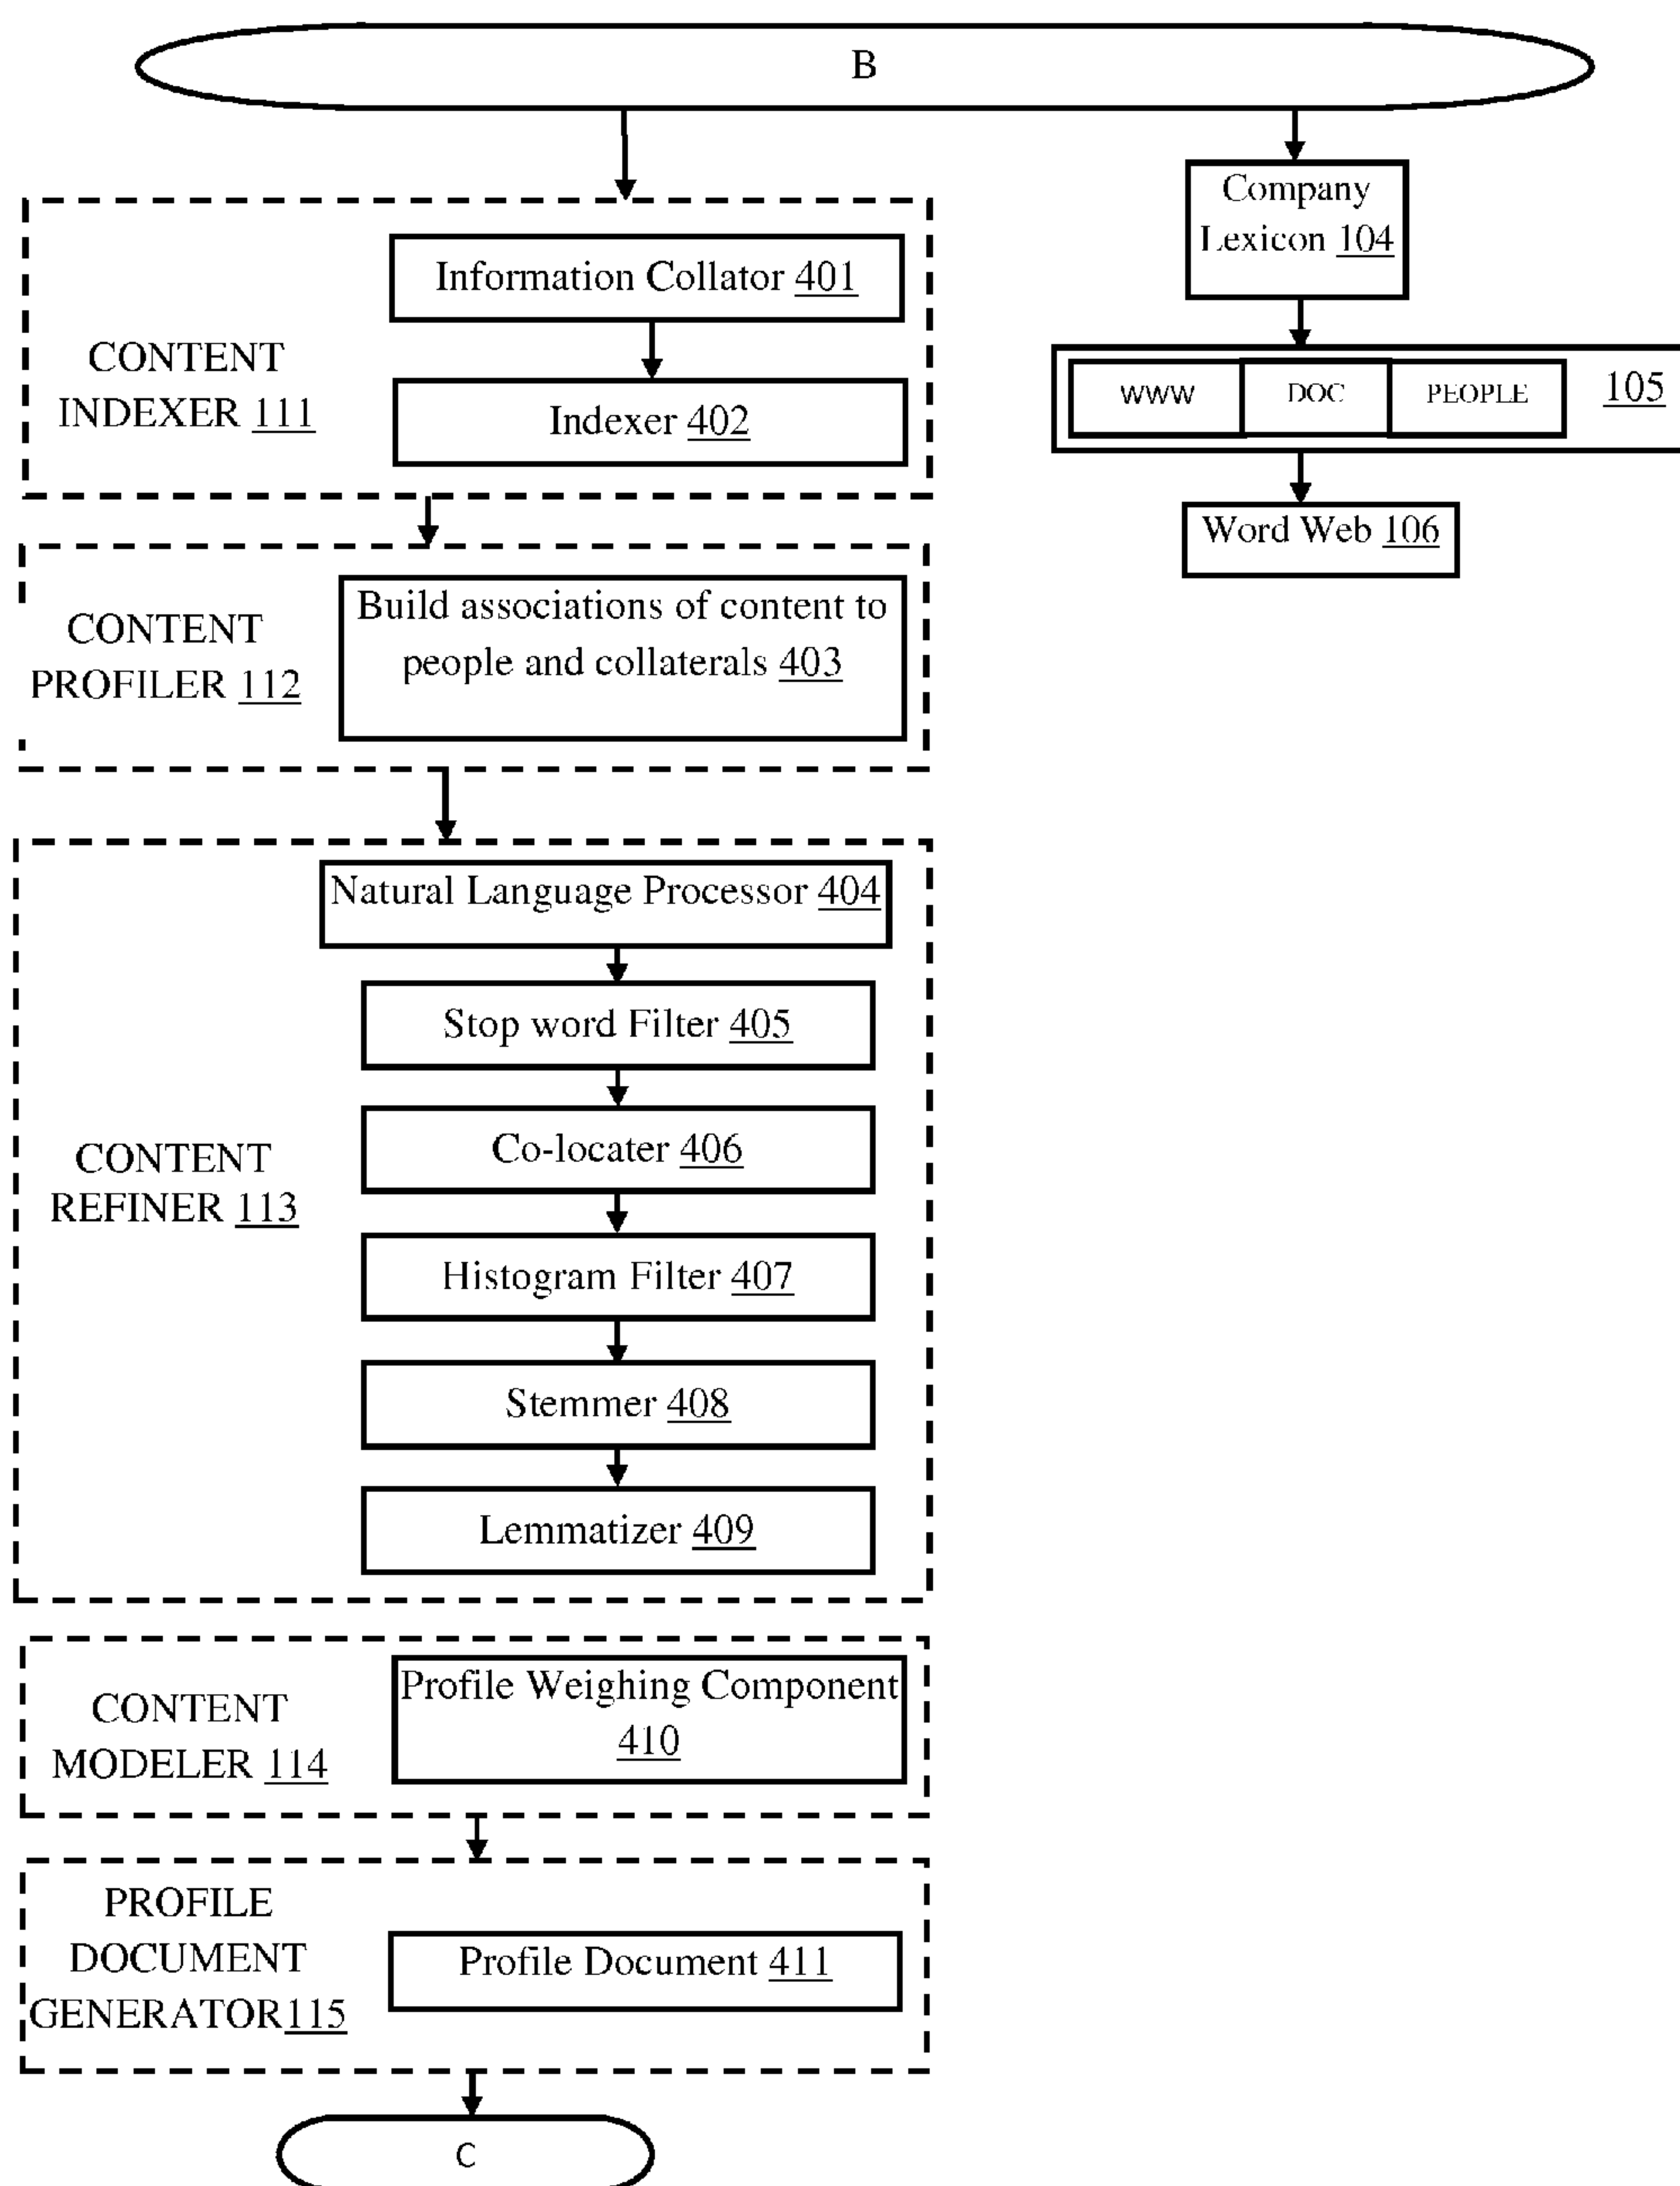 B
Company
Lexicon 104
Information Collator 401
CONTENT
INDEXER 111
Indexer 402
WWW
DOC
PEOPLE
105
Word Web 106
CONTENT
PROFILER 112
Build associations of content to
people and collaterals 403
Natural Language Processor 404
Stop word Filter 405
Co-locater 406
CONTENT
REFINER 113
Histogram Filter 407
Stemmer 408
Lemmatizer 409
CONTENT
MODELER 114
Profile Weighing Component
410
PROFILE
DOCUMENT
GENERATOR115
Profile Document 411
C